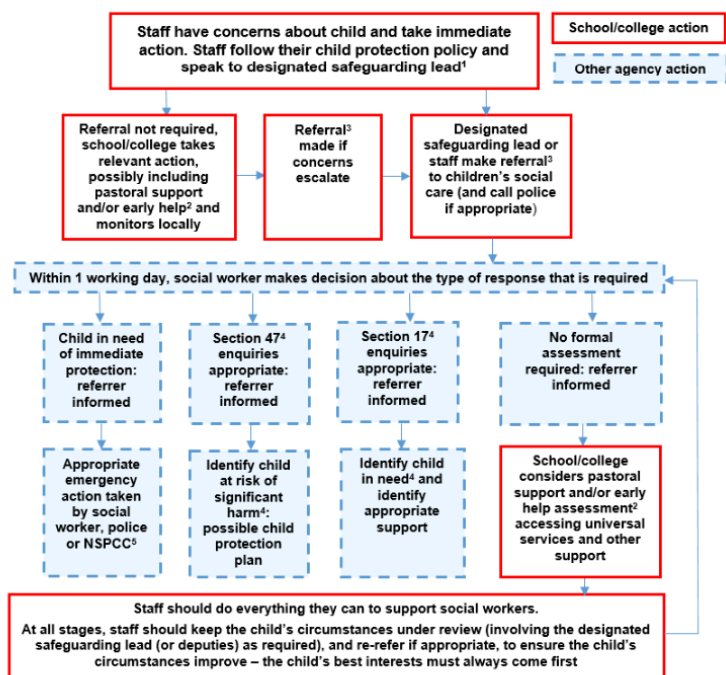 Staff have concerns about child and take immediate
action. Staff follow their child protection policy and
speak to designated safeguarding lead¹
School/college action
Other agency action
Referral not required,
school/college takes
relevant action,
possibly including
pastoral support
and/or early help² and
monitors locally
Referral³
made if
concerns
escalate
Designated
safeguarding lead or
staff make referral³
to children's social
care (and call police
if appropriate)
Within 1 working day, social worker makes decision about the type of response that is required
Child in need
of immediate
protection:
referrer
informed
Section 47⁴
enquiries
appropriate:
referrer
informed
Section 17⁴
enquiries
appropriate:
referrer
informed
No formal
assessment
required: referrer
informed
Appropriate
emergency
action taken
by social
worker, police
or NSPCC⁵
Identify child
at risk of
significant
harm⁴:
possible child
protection
plan
Identify child
in need⁴ and
identify
appropriate
support
School/college
considers pastoral
support and/or early
help assessment²
accessing universal
services and other
support
Staff should do everything they can to support social workers.
At all stages, staff should keep the child's circumstances under review (involving the designated
safeguarding lead (or deputies) as required), and re-refer if appropriate, to ensure the child's
circumstances improve – the child's best interests must always come first